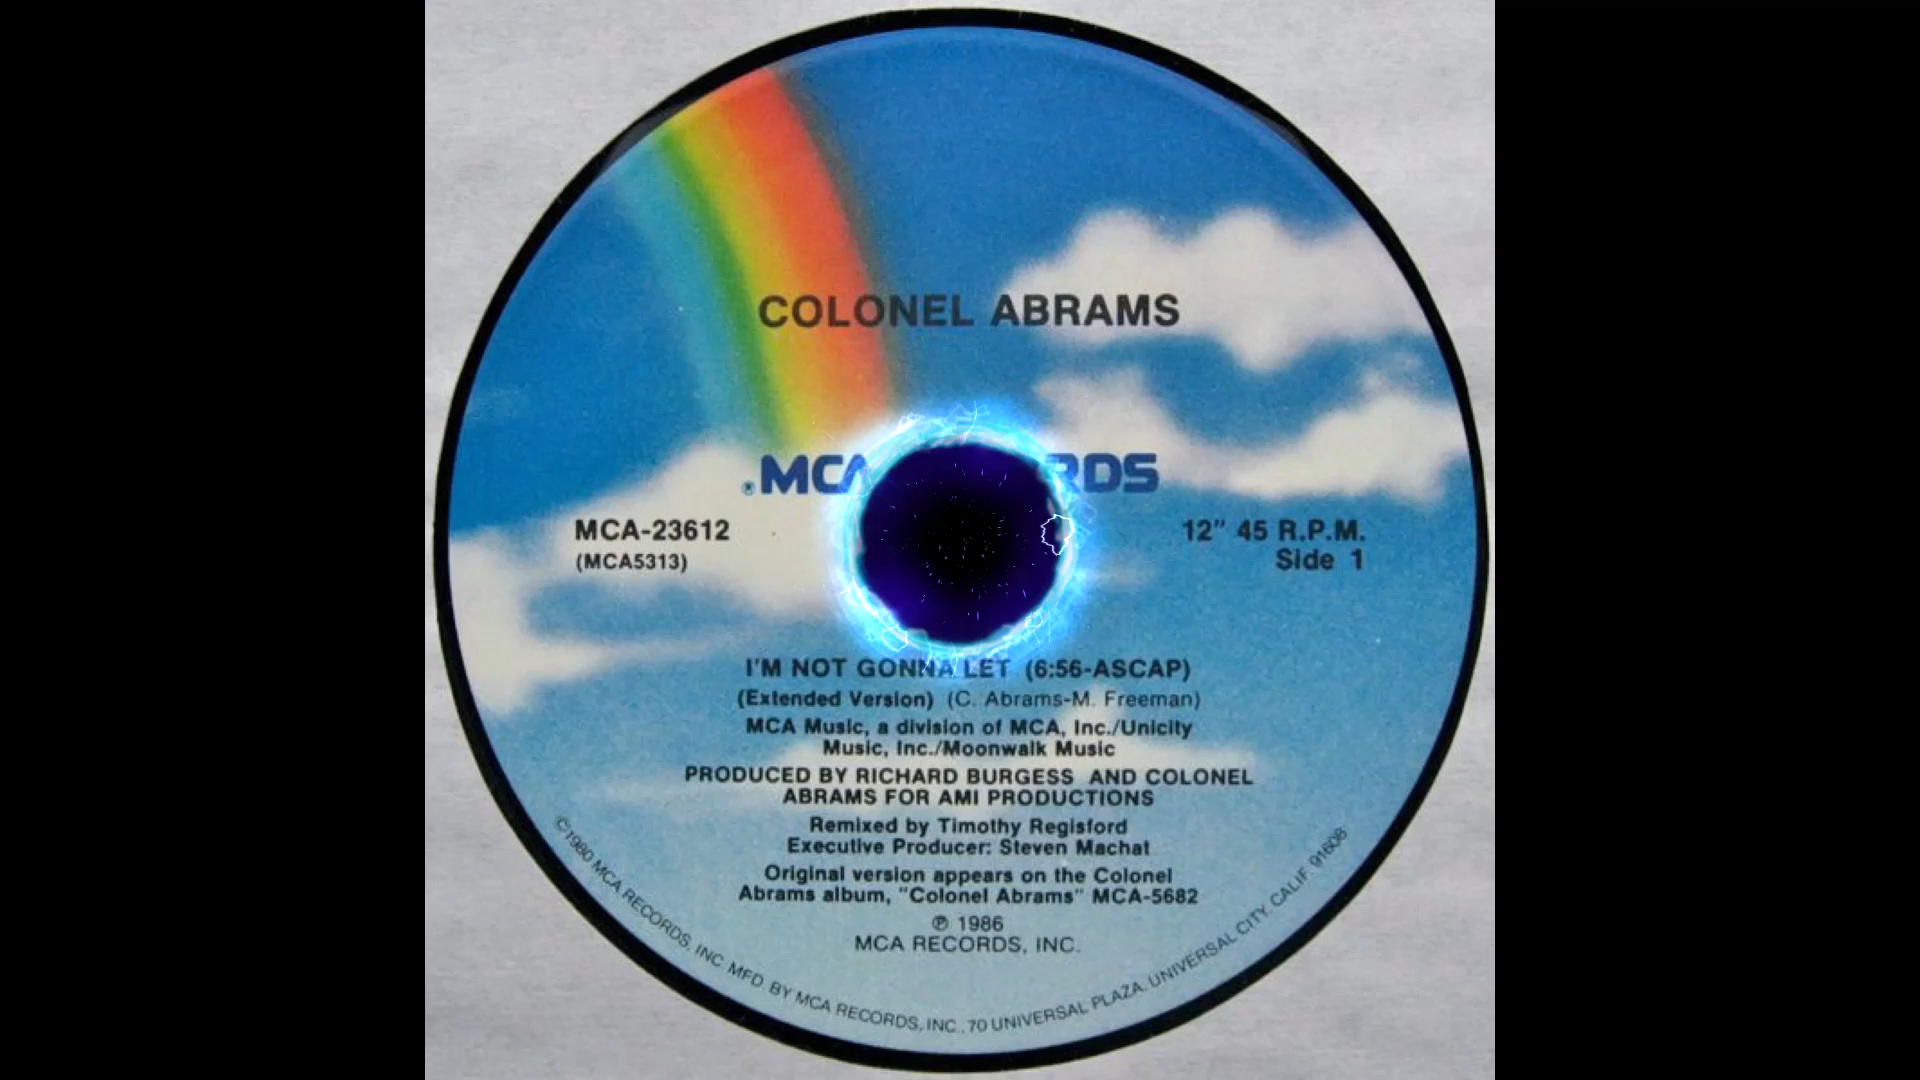 COLONEL ABRAMS
®MCA RDS
MCA-23612
(MCA5313)
12" 45 R.P.M.
Side 1
I'M NOT GONNA LET (6:56-ASCAP)
(Extended Version) (C. Abrams-M. Freeman)
MCA Music, a division of MCA, Inc./Unicity
Music, Inc./Moonwalk Music
PRODUCED BY RICHARD BURGESS AND COLONEL
ABRAMS FOR AMI PRODUCTIONS
Remixed by Timothy Regisford
Executive Producer: Steven Machat
Original version appears on the Colonel
Abrams album, "Colonel Abrams" MCA-5682
℗ 1986
MCA RECORDS, INC.
©1980 MCA RECORDS, INC. MFD. BY MCA RECORDS, INC., 70 UNIVERSAL PLAZA, UNIVERSAL CITY, CALIF. 91608